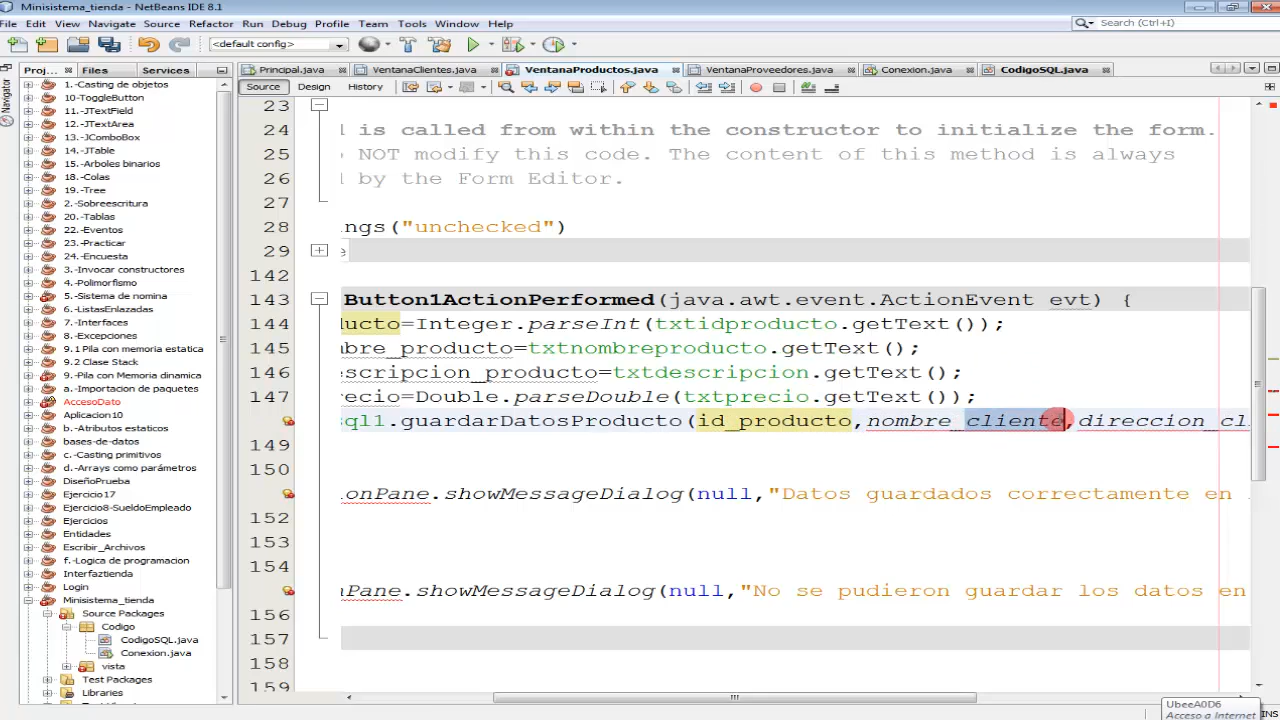 Minisistema_tienda - NetBeans IDE 8.1
File Edit View Navigate Source Refactor Run Debug Profile Team Tools Window Help
<default config>
Search (Ctrl+I)
Proj... Files Services
Principal.java VentanaClientes.java VentanaProductos.java VentanaProveedores.java Conexion.java CodigoSQL.java
Source Design History
Navigator
1.-Casting de objetos
10-ToggleButton
11.-JTextField
12.-JTextArea
13.-JComboBox
14.-JTable
15.-Arboles binarios
18.-Colas
19.-Tree
2.-Sobreescritura
20.-Tablas
22.-Eventos
23.-Practicar
24.-Encuesta
3.-Invocar constructores
4.-Polimorfismo
5.-Sistema de nomina
6.-ListasEnlazadas
7.-Interfaces
8.-Excepciones
9.1 Pila con memoria estatica
9.2 Clase Stack
9.-Pila con Memoria dinamica
a.-Importacion de paquetes
AccesoDato
Aplicacion10
b.-Atributos estaticos
bases-de-datos
c.-Casting primitivos
d.-Arrays como parámetros
DiseñoPrueba
Ejercicio17
Ejercicio8-SueldoEmpleado
Ejercicios
Entidades
Escribir_Archivos
f.-Logica de programacion
Interfaztienda
Login
Minisistema_tienda
Source Packages
Codigo
CodigoSQL.java
Conexion.java
vista
Test Packages
Libraries
23
24 d is called from within the constructor to initialize the form.
25 NOT modify this code. The content of this method is always
26 d by the Form Editor.
27
28 ings("unchecked")
29 e
142
143 Button1ActionPerformed(java.awt.event.ActionEvent evt) {
144 ducto=Integer.parseInt(txtidproducto.getText());
145 mbre_producto=txtnombreproducto.getText();
146 escripcion_producto=txtdescripcion.getText();
147 recio=Double.parseDouble(txtprecio.getText());
sql1.guardarDatosProducto(id_producto,nombre_cliente,direccion_cl
149
150
onPane.showMessageDialog(null,"Datos guardados correctamente en
152
153
154
nPane.showMessageDialog(null,"No se pudieron guardar los datos en
156
157
158
159
UbeeA0D6
Acceso a Internet
INS